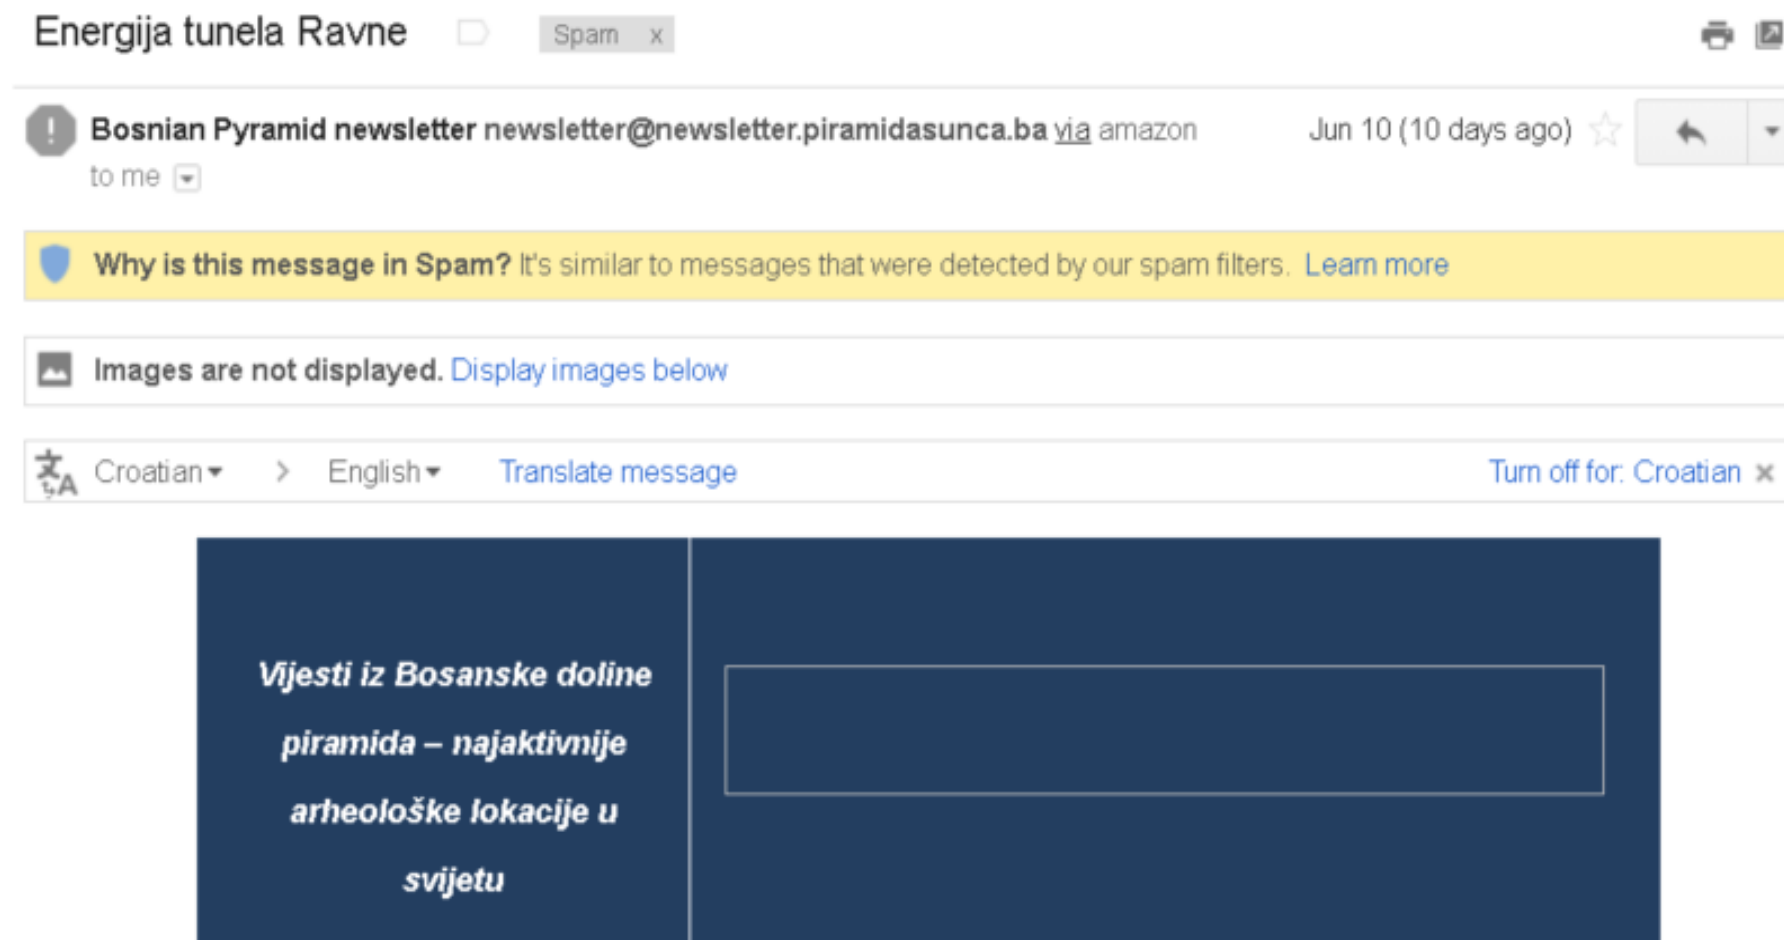 Energija tunela Ravne Spam x
Bosnian Pyramid newsletter newsletter@newsletter.piramidasunca.ba via amazon Jun 10 (10 days ago)
to me
Why is this message in Spam? It's similar to messages that were detected by our spam filters. Learn more
Images are not displayed. Display images below
Croatian > English Translate message Turn off for: Croatian x
Vijesti iz Bosanske doline
piramida – najaktivnije
arheološke lokacije u
svijetu